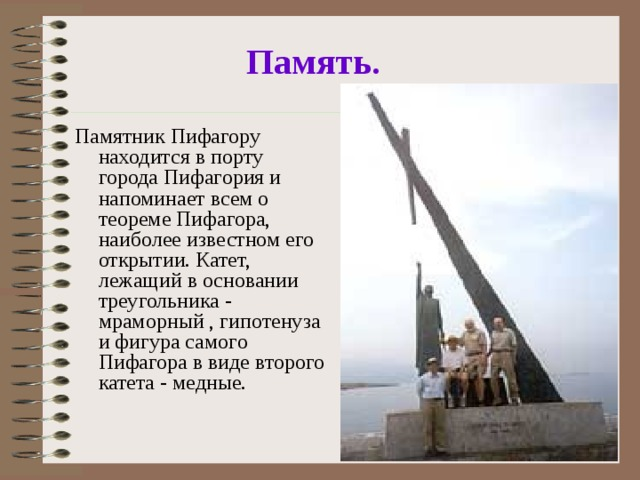 Память.
Памятник Пифагору
находится в порту
города Пифагория и
напоминает всем о
теореме Пифагора,
наиболее известном его
открытии. Катет,
лежащий в основании
треугольника -
мраморный , гипотенуза
и фигура самого
Пифагора в виде второго
катета - медные.